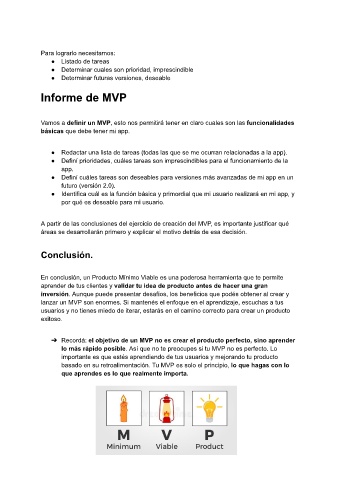 Para lograrlo necesitamos:
● Listado de tareas
● Determinar cuales son prioridad, imprescindible
● Determinar futuras versiones, deseable
Informe de MVP
Vamos a definir un MVP, esto nos permitirá tener en claro cuales son las funcionalidades
básicas que debe tener mi app.
● Redactar una lista de tareas (todas las que se me ocurran relacionadas a la app).
● Definí prioridades, cuáles tareas son imprescindibles para el funcionamiento de la
app.
● Definí cuáles tareas son deseables para versiones más avanzadas de mi app en un
futuro (versión 2.0).
● Identifica cuál es la función básica y primordial que mi usuario realizará en mi app, y
por qué es deseable para mi usuario.
A partir de las conclusiones del ejercicio de creación del MVP, es importante justificar qué
áreas se desarrollarán primero y explicar el motivo detrás de esa decisión.
Conclusión.
En conclusión, un Producto Mínimo Viable es una poderosa herramienta que te permite
aprender de tus clientes y validar tu idea de producto antes de hacer una gran
inversión. Aunque puede presentar desafíos, los beneficios que podés obtener al crear y
lanzar un MVP son enormes. Si mantenés el enfoque en el aprendizaje, escuchas a tus
usuarios y no tienes miedo de iterar, estarás en el camino correcto para crear un producto
exitoso.
➔ Recordá: el objetivo de un MVP no es crear el producto perfecto, sino aprender
lo más rápido posible. Así que no te preocupes si tu MVP no es perfecto. Lo
importante es que estés aprendiendo de tus usuarios y mejorando tu producto
basado en su retroalimentación. Tu MVP es solo el principio, lo que hagas con lo
que aprendes es lo que realmente importa.
M V P
Minimum Viable Product